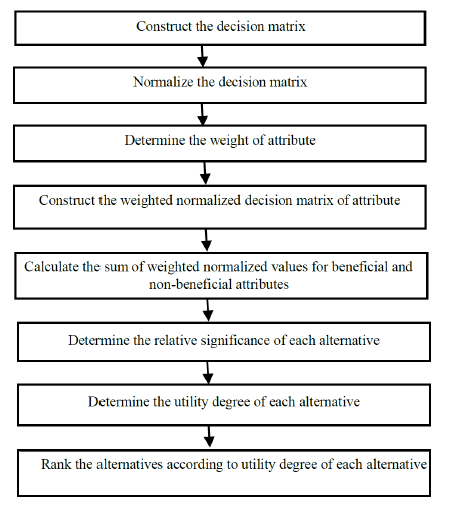 Construct the decision matrix
Normalize the decision matrix
Determine the weight of attribute
Construct the weighted normalized decision matrix of attribute
Calculate the sum of weighted normalized values for beneficial and
non-beneficial attributes
Determine the relative significance of each alternative
Determine the utility degree of each alternative
Rank the alternatives according to utility degree of each alternative